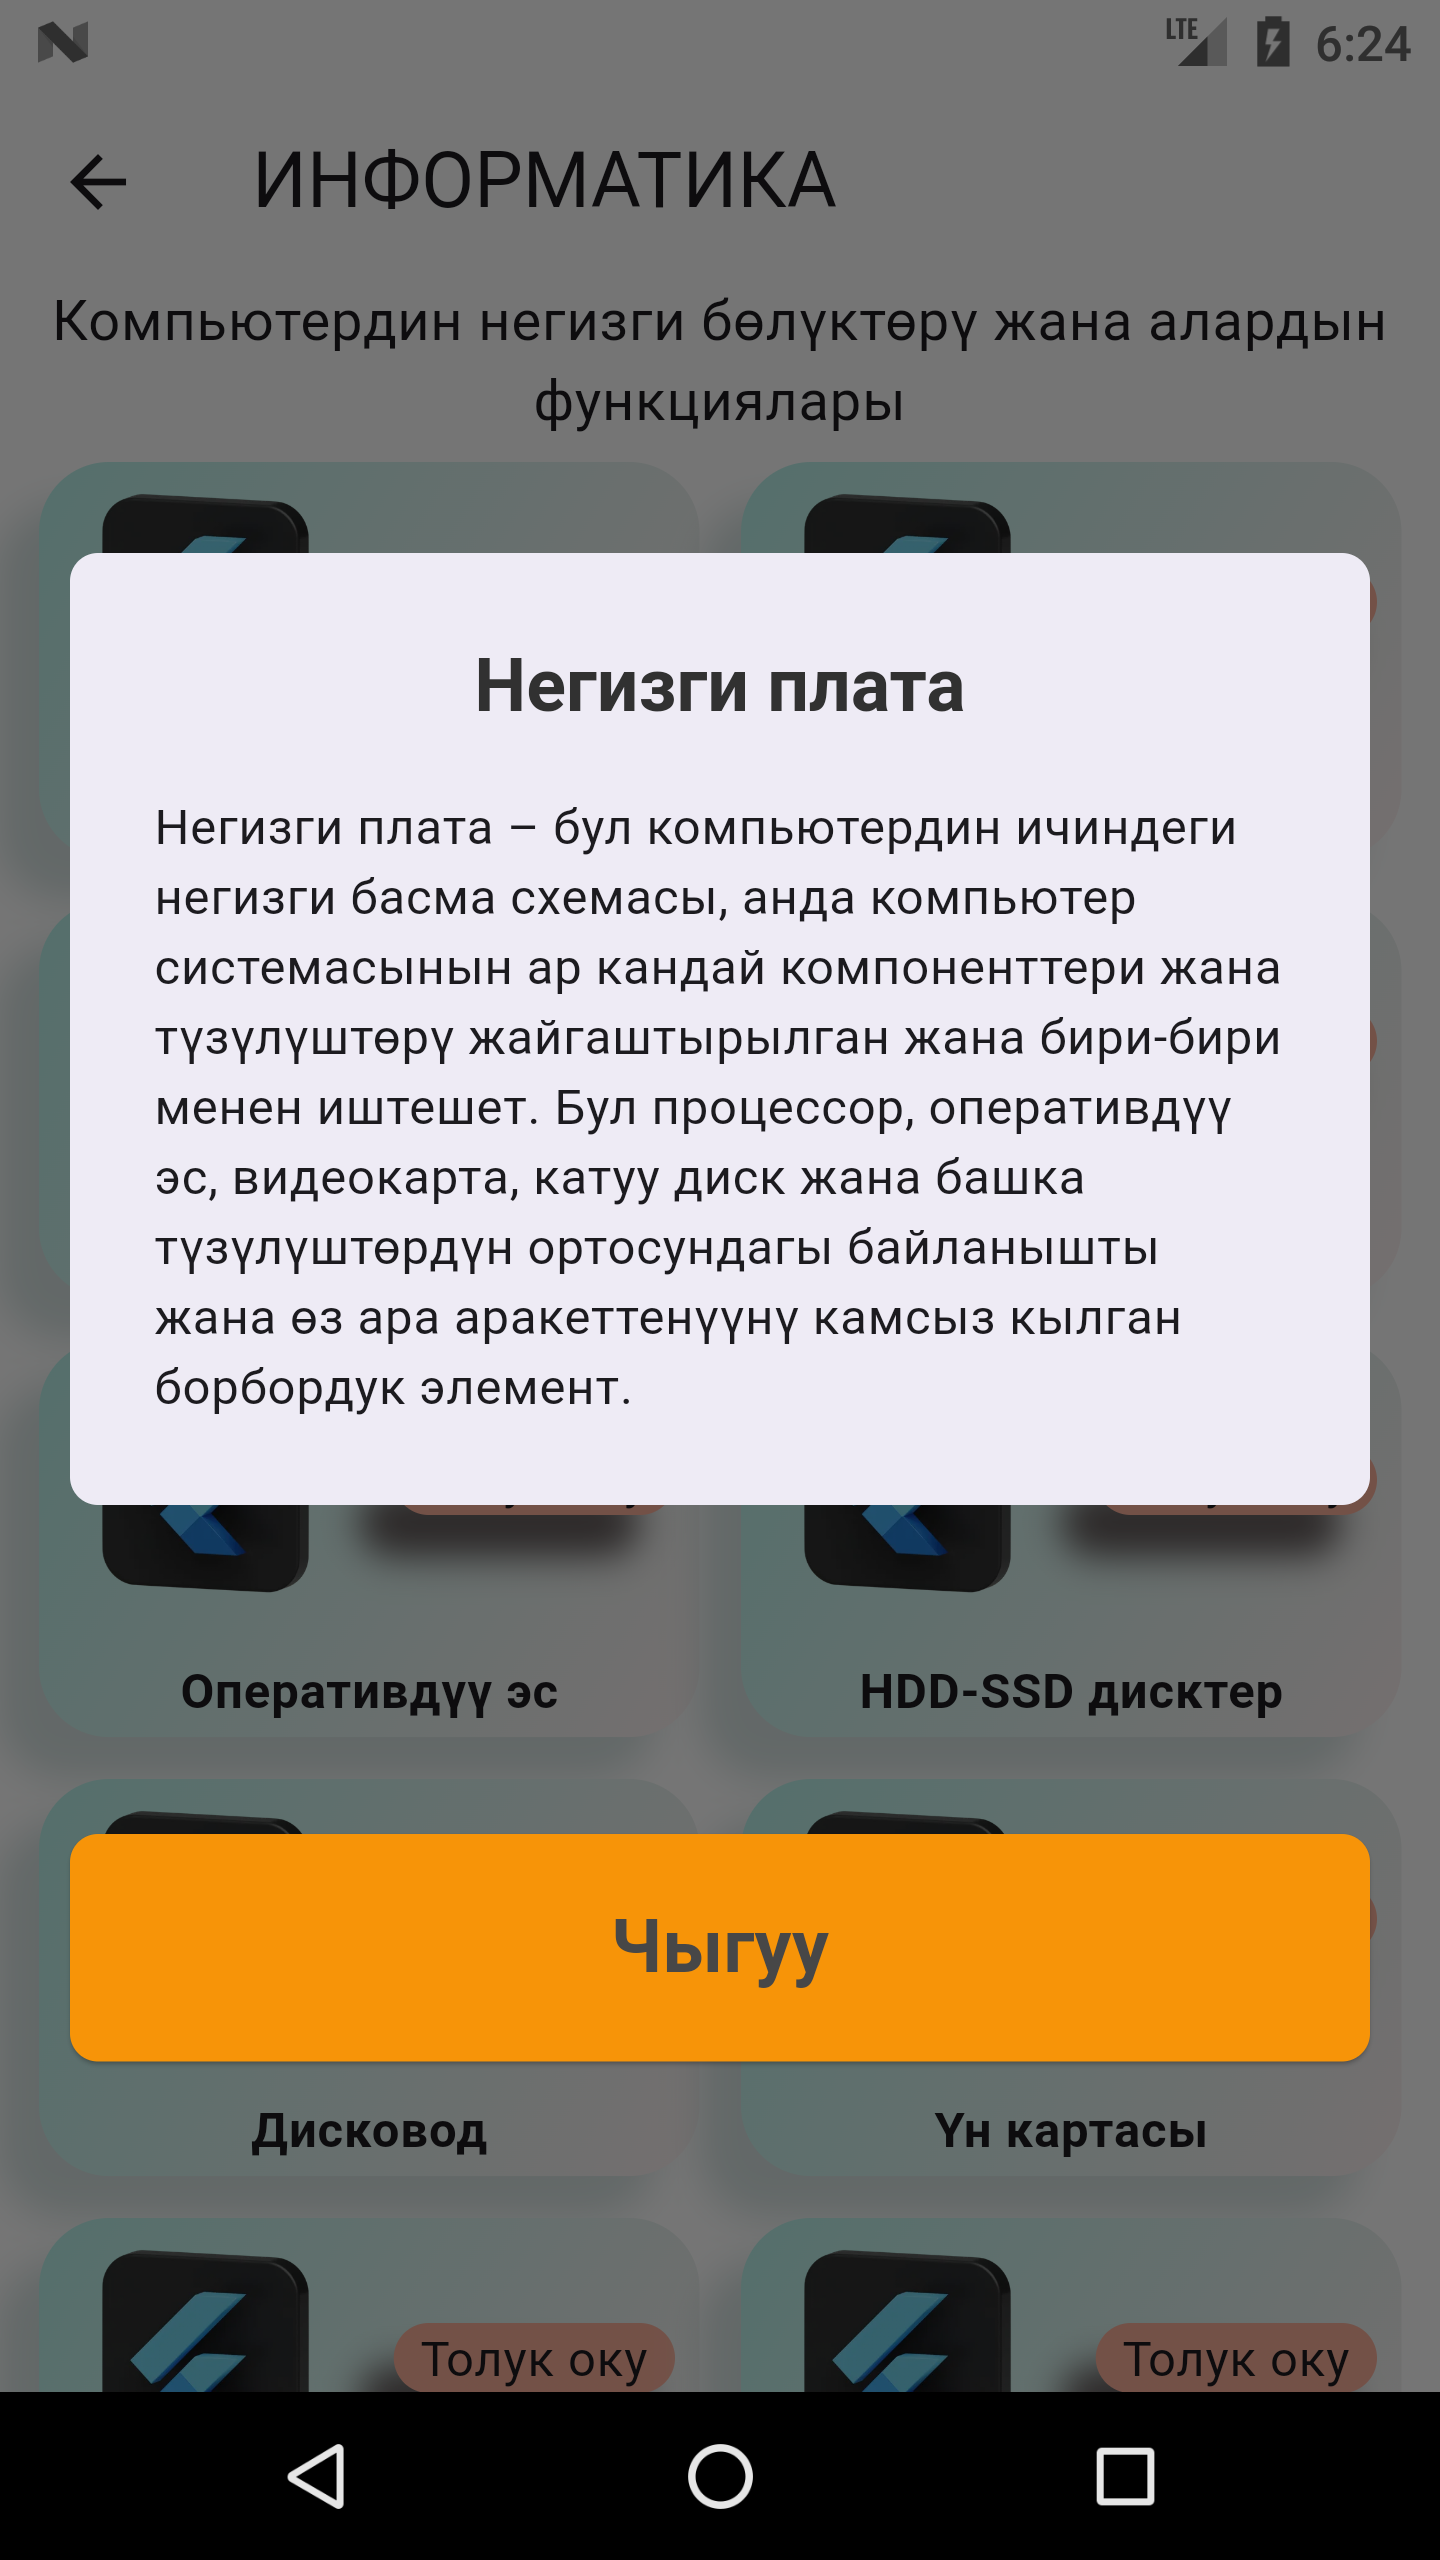 LTE 6:24
ИНФОРМАТИКА
Компьютердин негизги бөлүктөрү жана алардын
функциялары
Негизги плата
Негизги плата – бул компьютердин ичиндеги
негизги басма схемасы, анда компьютер
системасынын ар кандай компоненттери жана
түзүлүштөрү жайгаштырылган жана бири-бири
менен иштешет. Бул процессор, оперативдүү
эс, видеокарта, катуу диск жана башка
түзүлүштөрдүн ортосундагы байланышты
жана өз ара аракеттенүүнү камсыз кылган
борбордук элемент.
Оперативдүү эс
HDD-SSD дисктер
Чыгуу
Дисковод
Үн картасы
Толук оку
Толук оку